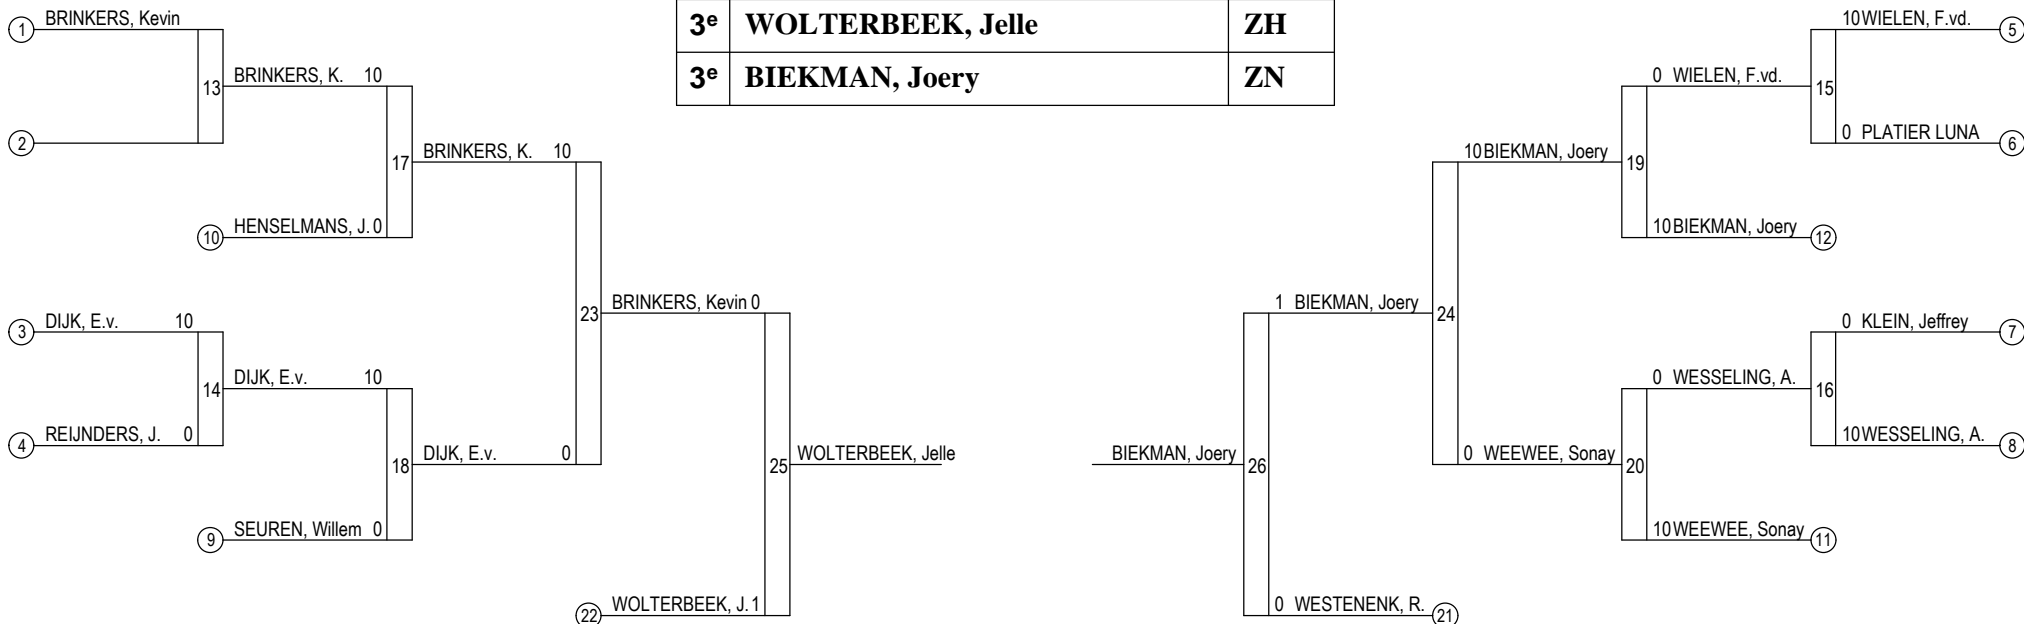 3e WOLTERBEEK, Jelle ZH
3e BIEKMAN, Joery ZN
1 BRINKERS, Kevin
13
2
BRINKERS, K. 10
17
10 HENSELMANS, J. 0
BRINKERS, K. 10
3 DIJK, E.v. 10
14
4 REIJNDERS, J. 0
DIJK, E.v. 10
18
9 SEUREN, Willem 0
DIJK, E.v. 0
23
BRINKERS, Kevin 0
25
22 WOLTERBEEK, J. 1
WOLTERBEEK, Jelle
10 WIELEN, F.vd. 5
15
0 PLATIER LUNA 6
0 WIELEN, F.vd.
19
10 BIEKMAN, Joery 12
10 BIEKMAN, Joery
0 KLEIN, Jeffrey 7
16
10 WESSELING, A. 8
0 WESSELING, A.
20
10 WEEWEE, Sonay 11
0 WEEWEE, Sonay
24
1 BIEKMAN, Joery
26
0 WESTENENK, R. 21
BIEKMAN, Joery